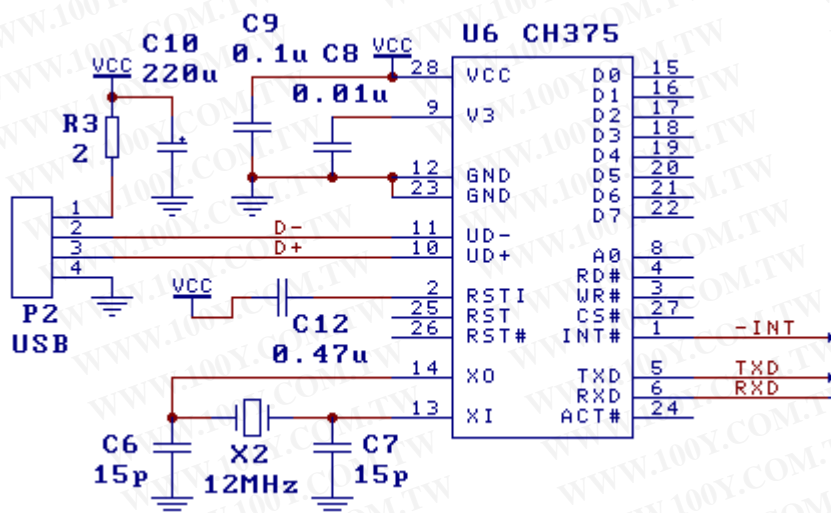 C9
U6 CH375
C10
VCC
0.1u C8
VCC
220u
0.01u
28 VCC D0 15
D1 16
9 V3 D2 17
R3
D3 18
2
D4 19
12 GND D5 20
23 GND D6 21
D7 22
1
2 D- 11 UD-
3 D+ 10 UD+ A0 8
4
RD# 4
VCC
2 RSTI WR# 3
P2
25 RST CS# 27
C12
USB
26 RST# INT# 1 -INT
0.47u
14 XO TXD 5 TXD
RXD 6 RXD
13 XI ACT# 24
C6
X2
C7
15p
12MHz
15p
WWW.100Y.COM.TW